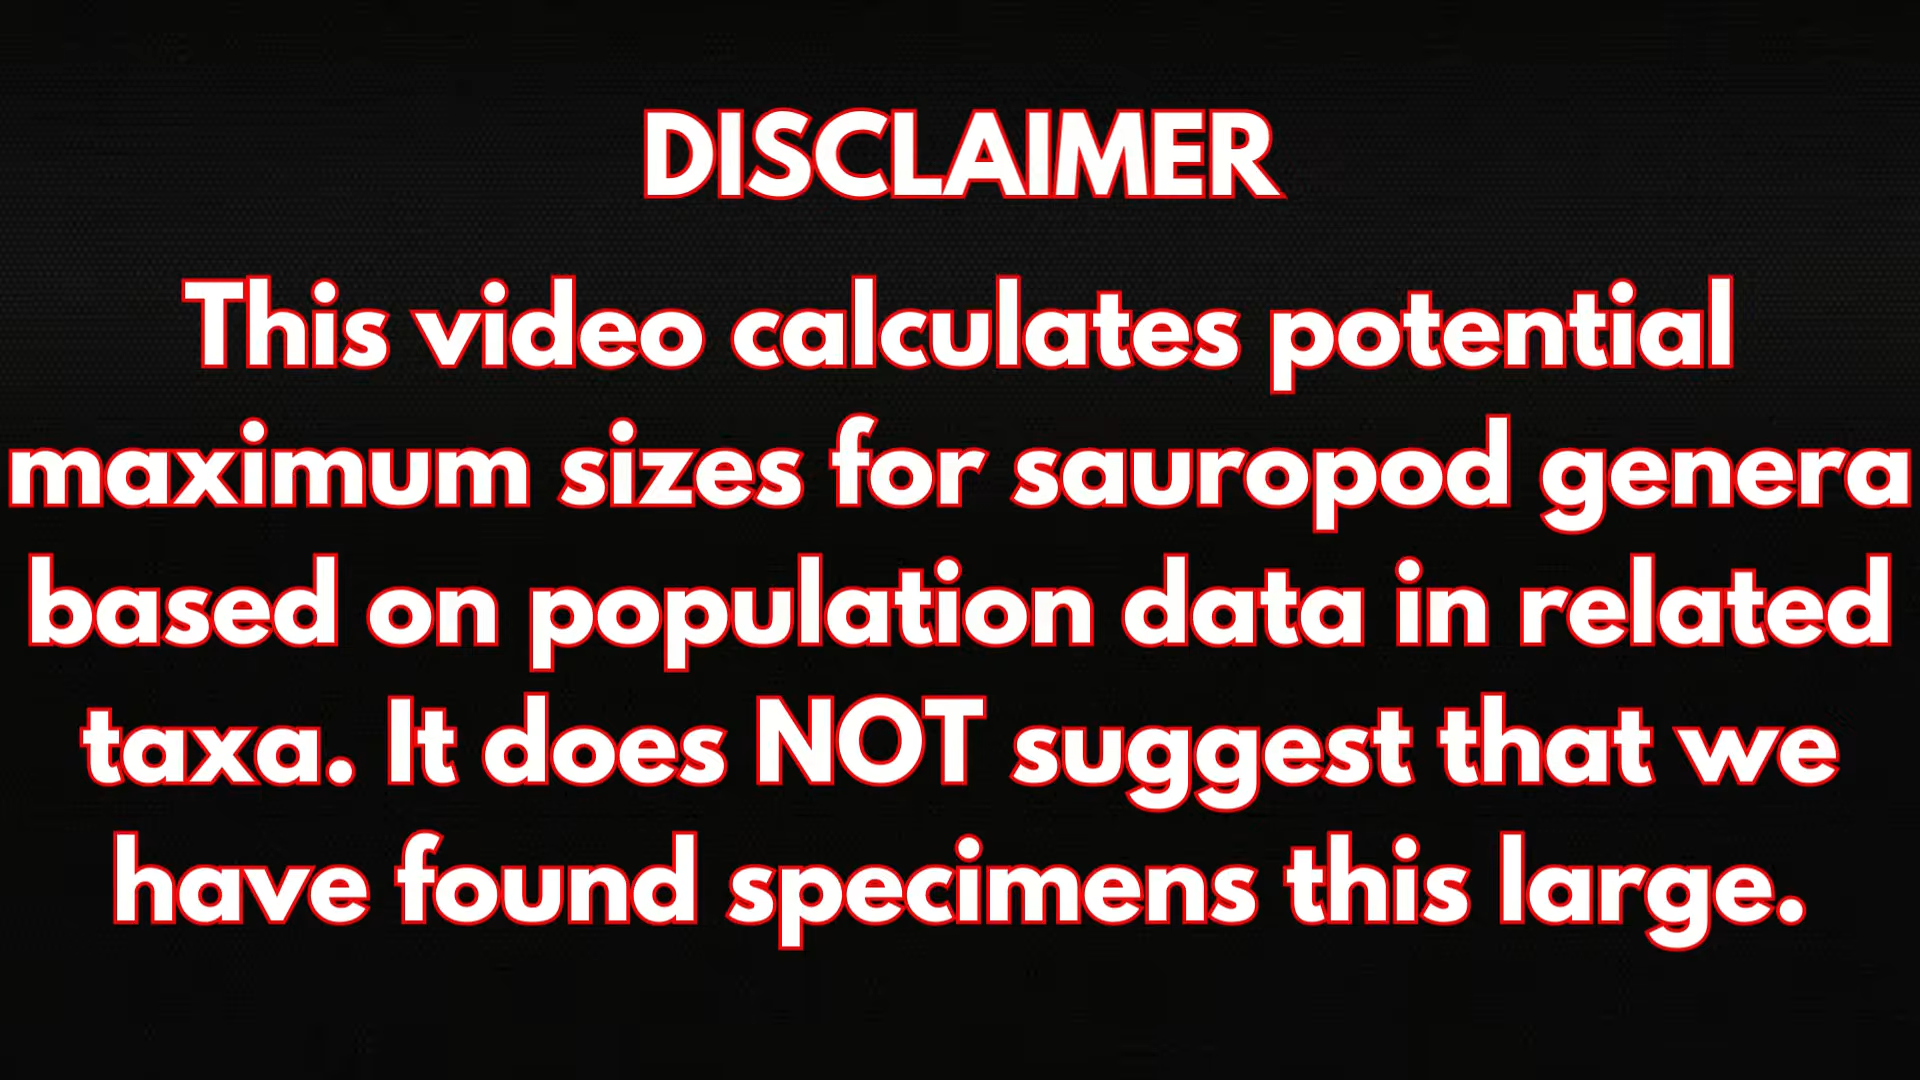 DISCLAIMER
This video calculates potential
maximum sizes for sauropod genera
based on population data in related
taxa. It does NOT suggest that we
have found specimens this large.